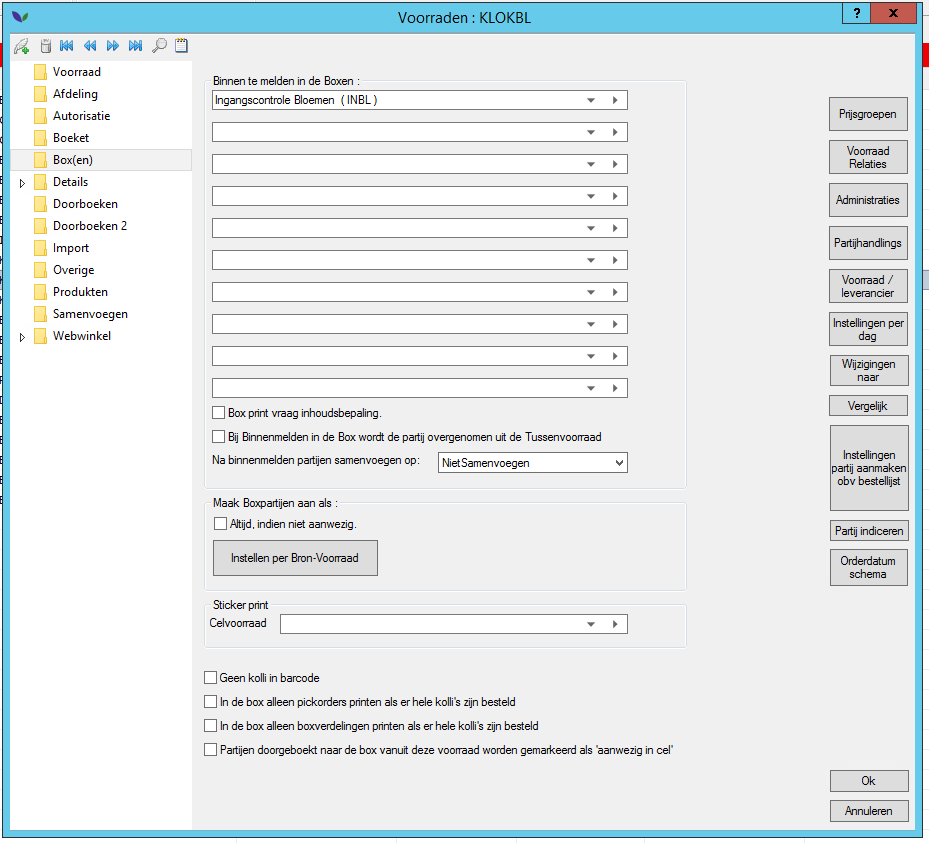 Voorraden : KLOKBL
?
x
Voorraad
Afdeling
Autorisatie
Boeket
Box(en)
Details
Doorboeken
Doorboeken 2
Import
Overige
Produkten
Samenvoegen
Webwinkel
Binnen te melden in de Boxen :
Ingangscontrole Bloemen ( INBL )
Box print vraag inhoudsbepaling.
Bij Binnenmelden in de Box wordt de partij overgenomen uit de Tussenvoorraad
Na binnenmelden partijen samenvoegen op:
NietSamenvoegen
Maak Boxpartijen aan als :
Altijd, indien niet aanwezig.
Instellen per Bron-Voorraad
Sticker print
Celvoorraad
Geen kolli in barcode
In de box alleen pickorders printen als er hele kolli's zijn besteld
In de box alleen boxverdelingen printen als er hele kolli's zijn besteld
Partijen doorgeboekt naar de box vanuit deze voorraad worden gemarkeerd als 'aanwezig in cel'
Prijsgroepen
Voorraad
Relaties
Administraties
Partijhandlings
Voorraad /
leverancier
Instellingen per
dag
Wijzigingen
naar
Vergelijk
Instellingen
partij aanmaken
obv bestellijst
Partij indiceren
Orderdatum
schema
Ok
Annuleren